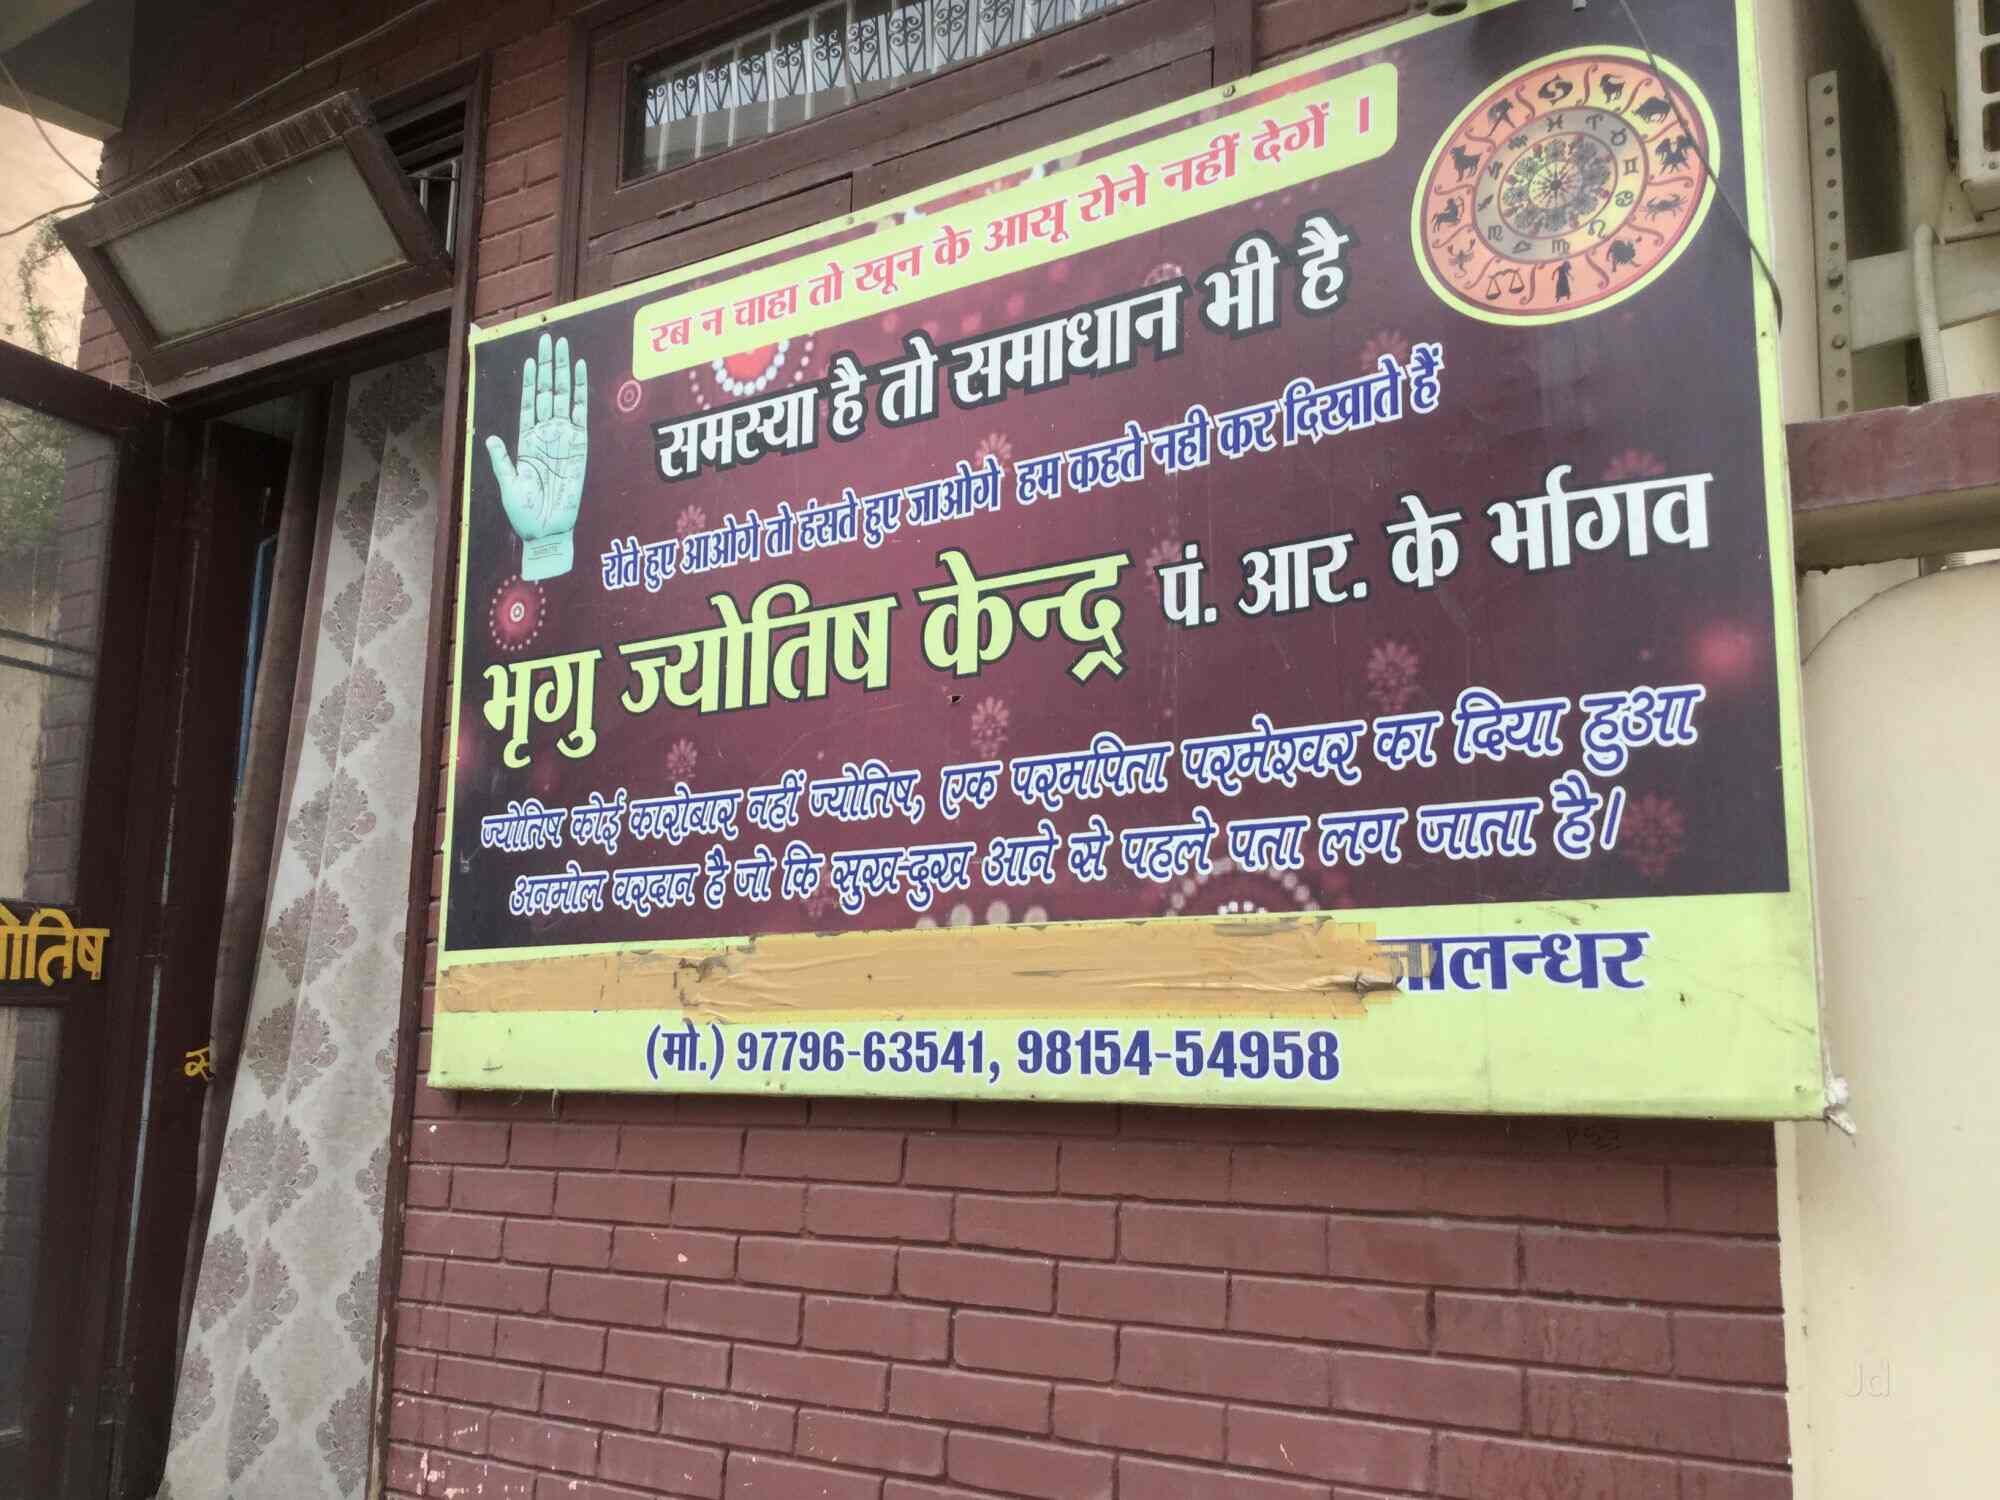 रब न चाहा तो खून के आसू रोने नहीं देगें ।
समस्या है तो समाधान भी है
रोते हुए आओगे तो हंसते हुए जाओगे हम कहते नही कर दिखाते हैं
भृगु ज्योतिष केन्द्र पं. आर. के र्भागव
ज्योतिष कोई कारोबार नहीं ज्योतिष, एक परमपिता परमेश्वर का दिया हुआ
अनमोल वरदान है जो कि सुख-दुख आने से पहले पता लग जाता है।
जालन्धर
(मो.) 97796-63541, 98154-54958
Jd